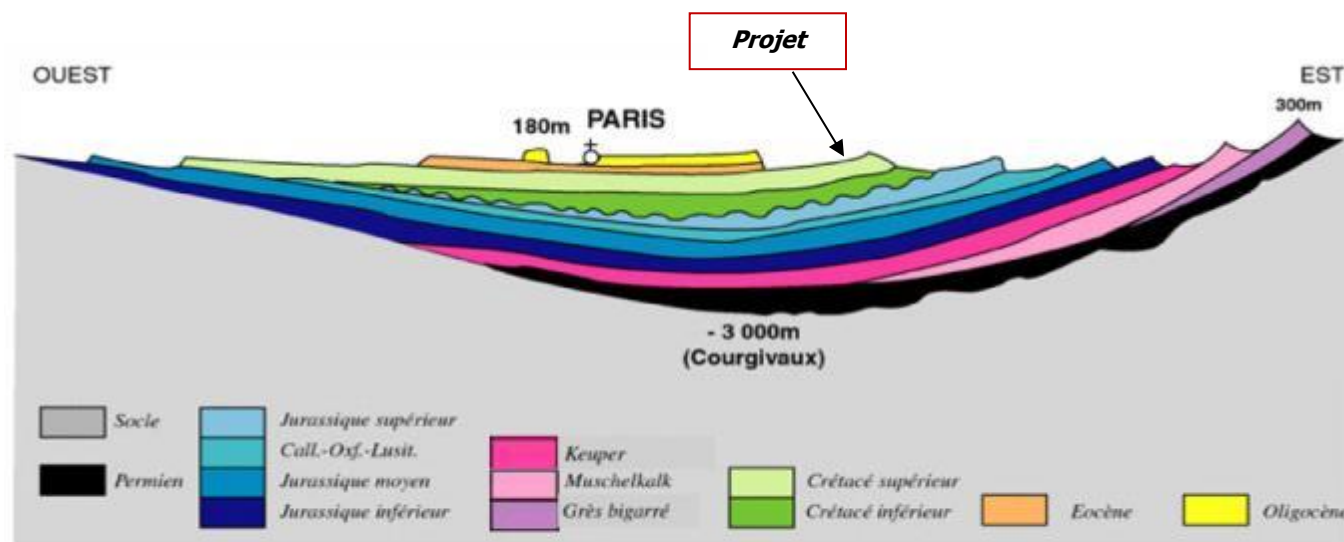 Projet
OUEST
EST
300m
180m
PARIS
- 3 000m
(Courgivaux)
Socle
Permien
Jurassique supérieur
Call.-Oxf.-Lusit.
Jurassique moyen
Jurassique inférieur
Keuper
Muschelkalk
Grès bigarré
Crétacé supérieur
Crétacé inférieur
Eocène
Oligocène